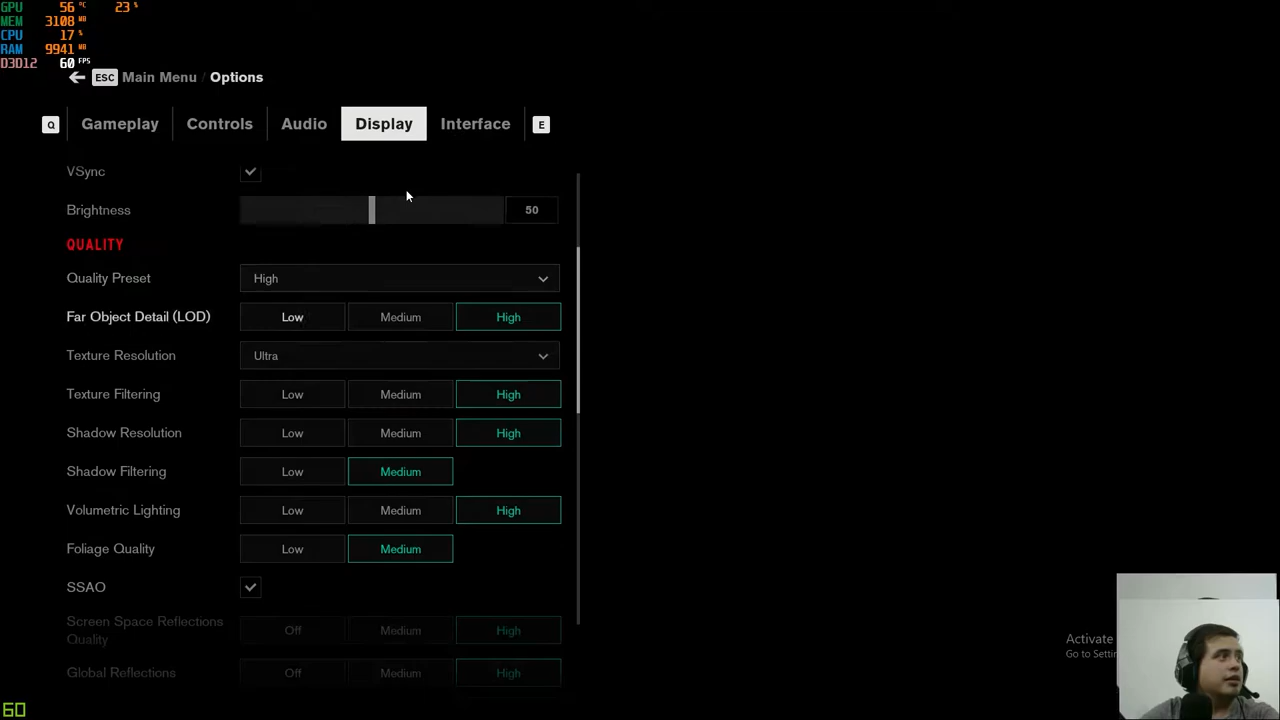 GPU 56 °C 23 %
MEM 3108 MB
CPU 17 %
RAM 9941 MB
D3D12 60 FPS
ESC Main Menu / Options
Q Gameplay Controls Audio Display Interface E
VSync
Brightness 50
QUALITY
Quality Preset High
Far Object Detail (LOD) Low Medium High
Texture Resolution Ultra
Texture Filtering Low Medium High
Shadow Resolution Low Medium High
Shadow Filtering Low Medium
Volumetric Lighting Low Medium High
Foliage Quality Low Medium
SSAO
Screen Space Reflections
Quality Off Medium High
Global Reflections Off Medium High
Activate
Go to Settin
60